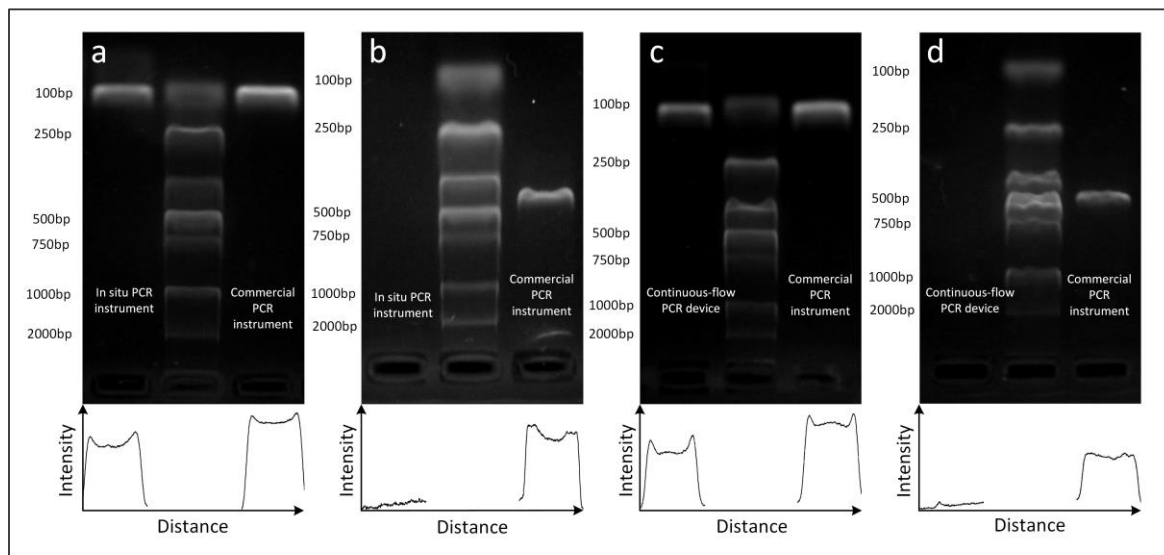 a
100bp
250bp
500bp
750bp
1000bp
2000bp
In situ PCR
instrument
Commercial
PCR
instrument
Intensity
Distance
b
100bp
250bp
500bp
750bp
1000bp
2000bp
In situ PCR
instrument
Commercial
PCR
instrument
Intensity
Distance
c
100bp
250bp
500bp
750bp
1000bp
2000bp
Continuous-flow
PCR device
Commercial
PCR
instrument
Intensity
Distance
d
100bp
250bp
500bp
750bp
1000bp
2000bp
Continuous-flow
PCR device
Commercial
PCR
instrument
Intensity
Distance